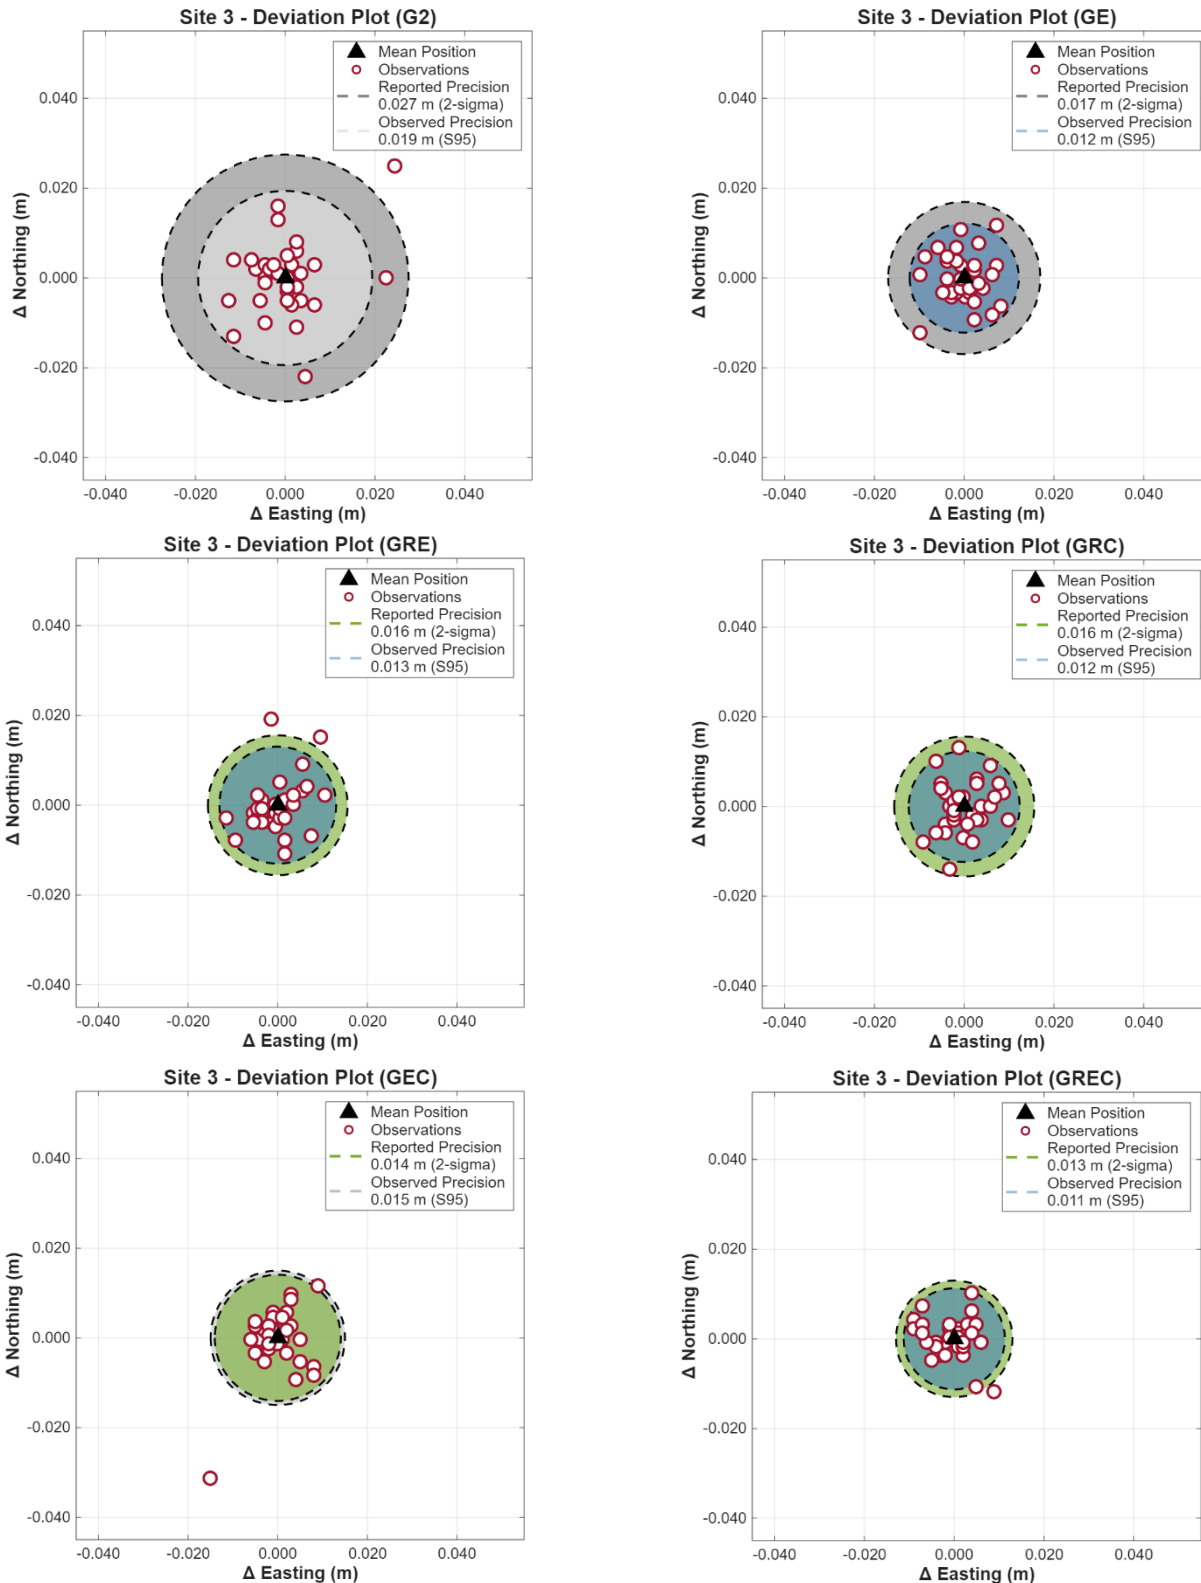 Site 3 - Deviation Plot (G2)
Mean Position
Observations
Reported Precision
0.027 m (2-sigma)
Observed Precision
0.019 m (S95)
0.040
0.020
0.000
-0.020
-0.040
Δ Northing (m)
-0.040 -0.020 0.000 0.020 0.040
Δ Easting (m)
Site 3 - Deviation Plot (GE)
Mean Position
Observations
Reported Precision
0.017 m (2-sigma)
Observed Precision
0.012 m (S95)
0.040
0.020
0.000
-0.020
-0.040
Δ Northing (m)
-0.040 -0.020 0.000 0.020 0.040
Δ Easting (m)
Site 3 - Deviation Plot (GRE)
Mean Position
Observations
Reported Precision
0.016 m (2-sigma)
Observed Precision
0.013 m (S95)
0.040
0.020
0.000
-0.020
-0.040
Δ Northing (m)
-0.040 -0.020 0.000 0.020 0.040
Δ Easting (m)
Site 3 - Deviation Plot (GRC)
Mean Position
Observations
Reported Precision
0.016 m (2-sigma)
Observed Precision
0.012 m (S95)
0.040
0.020
0.000
-0.020
-0.040
Δ Northing (m)
-0.040 -0.020 0.000 0.020 0.040
Δ Easting (m)
Site 3 - Deviation Plot (GEC)
Mean Position
Observations
Reported Precision
0.014 m (2-sigma)
Observed Precision
0.015 m (S95)
0.040
0.020
0.000
-0.020
-0.040
Δ Northing (m)
-0.040 -0.020 0.000 0.020 0.040
Δ Easting (m)
Site 3 - Deviation Plot (GREC)
Mean Position
Observations
Reported Precision
0.013 m (2-sigma)
Observed Precision
0.011 m (S95)
0.040
0.020
0.000
-0.020
-0.040
Δ Northing (m)
-0.040 -0.020 0.000 0.020 0.040
Δ Easting (m)